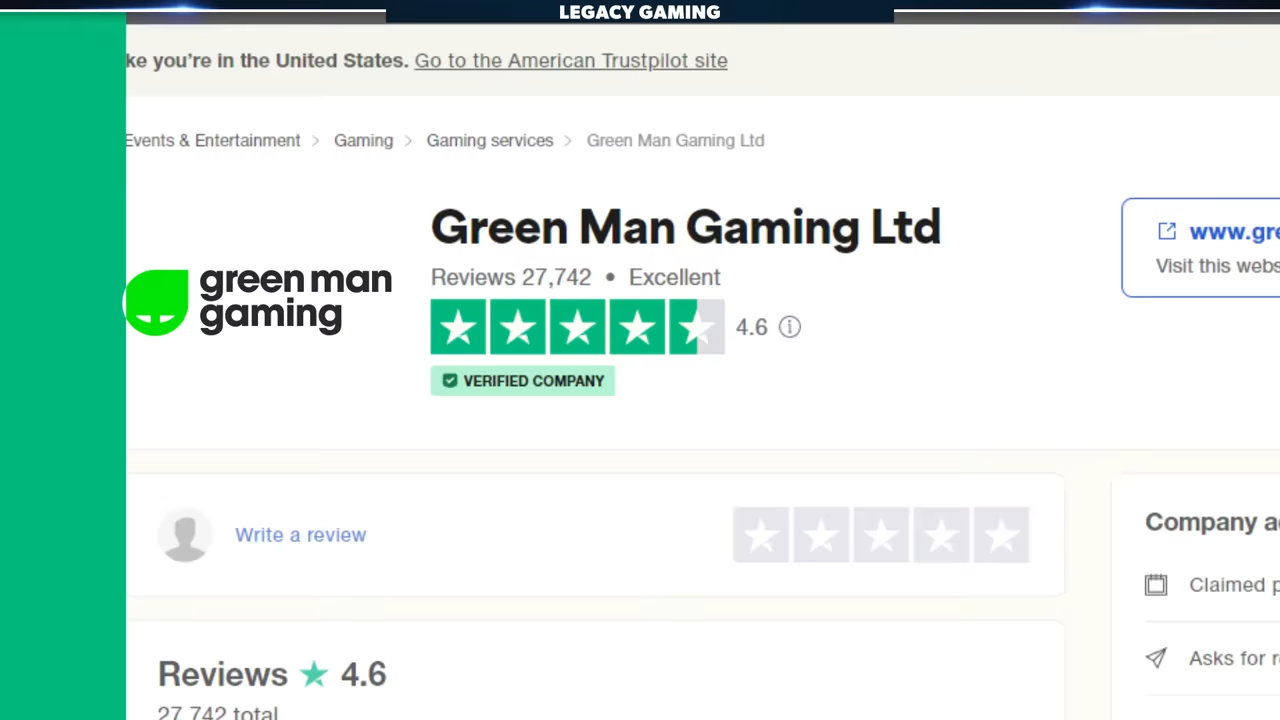 LEGACY GAMING
ke you're in the United States. Go to the American Trustpilot site
Events & Entertainment > Gaming > Gaming services > Green Man Gaming Ltd
green man
gaming
Green Man Gaming Ltd
Reviews 27,742 • Excellent
4.6
VERIFIED COMPANY
www.gre
Visit this webs
Write a review
Company a
Claimed p
Asks for r
Reviews ★ 4.6
27,742 total